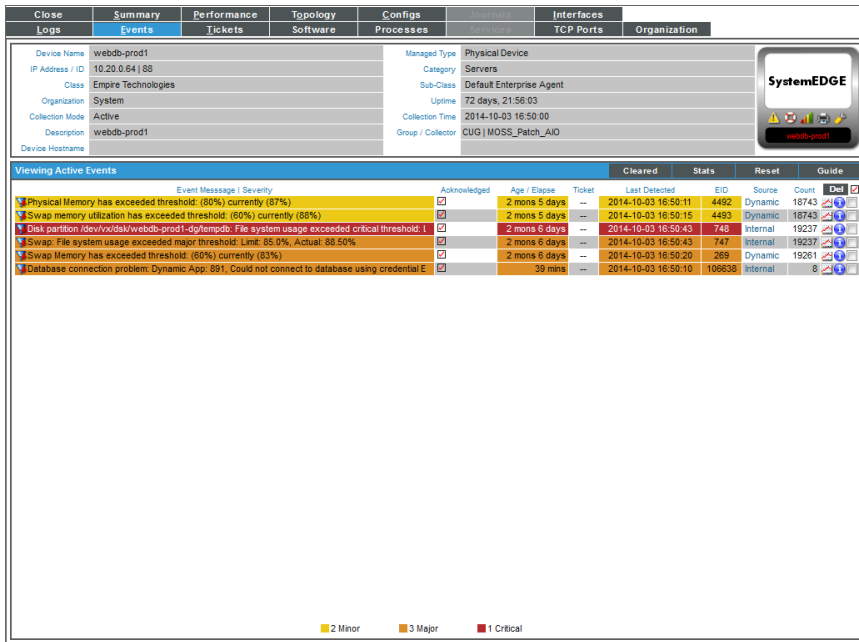 Close Summary Performance Topology Configs Journals Interfaces
Logs Events Tickets Software Processes Services TCP Ports Organization
Device Name webdb-prod1 Managed Type Physical Device
IP Address / ID 10.20.0.64 | 88 Category Servers
Class Empire Technologies Sub-Class Default Enterprise Agent
Organization System Uptime 72 days, 21:56:03
Collection Mode Active Collection Time 2014-10-03 16:50:00
Description webdb-prod1 Group / Collector CUG | MOSS_Patch_AIO
Device Hostname
SystemEDGE
webdb-prod1
Viewing Active Events Cleared Stats Reset Guide
Event Messsage | Severity Acknowledged Age / Elapse Ticket Last Detected EID Source Count Del
Physical Memory has exceeded threshold: (80%) currently (87%) 2 mons 5 days -- 2014-10-03 16:50:11 4492 Dynamic 18743
Swap memory utilization has exceeded threshold: (60%) currently (88%) 2 mons 5 days -- 2014-10-03 16:50:15 4493 Dynamic 18743
Disk partition /dev/vx/dsk/webdb-prod1-dg/tempdb: File system usage exceeded critical threshold: L 2 mons 6 days -- 2014-10-03 16:50:43 748 Internal 19237
Swap: File system usage exceeded major threshold: Limit: 85.0%, Actual: 88.50% 2 mons 6 days -- 2014-10-03 16:50:43 747 Internal 19237
Swap Memory has exceeded threshold: (60%) currently (83%) 2 mons 6 days -- 2014-10-03 16:50:20 269 Dynamic 19261
Database connection problem: Dynamic App: 891, Could not connect to database using credential E 39 mins -- 2014-10-03 16:50:10 106638 Internal 8
2 Minor 3 Major 1 Critical